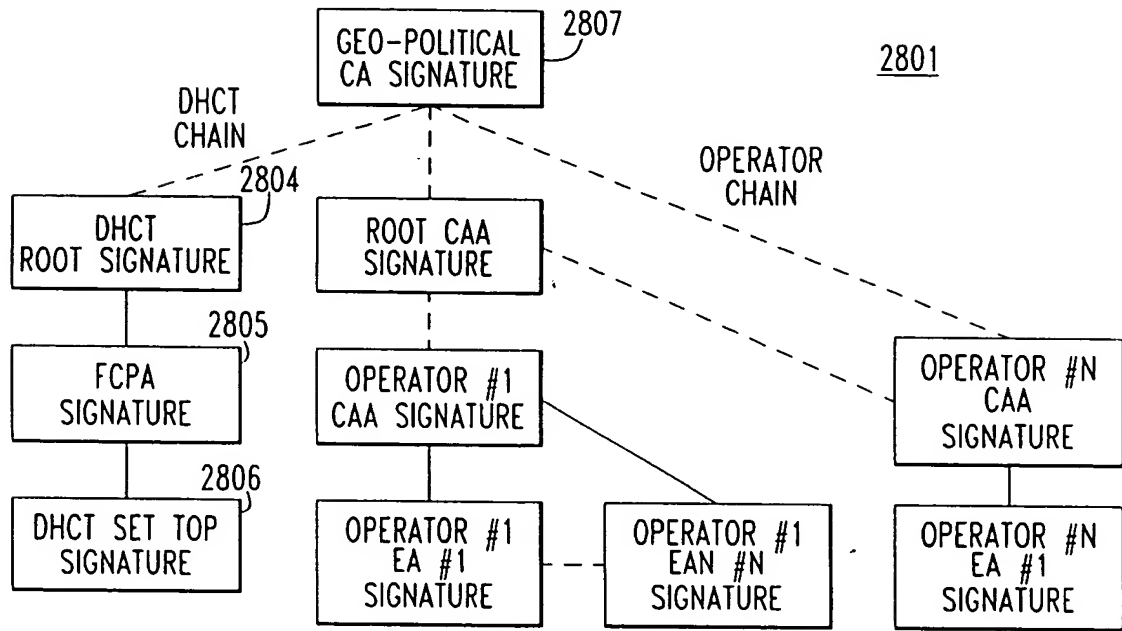 2807
GEO-POLITICAL
CA SIGNATURE
2801
DHCT
CHAIN
OPERATOR
CHAIN
2804
DHCT
ROOT SIGNATURE
ROOT CAA
SIGNATURE
2805
FCPA
SIGNATURE
OPERATOR #1
CAA SIGNATURE
OPERATOR #N
CAA
SIGNATURE
2806
DHCT SET TOP
SIGNATURE
OPERATOR #1
EA #1
SIGNATURE
OPERATOR #1
EAN #N
SIGNATURE
OPERATOR #N
EA #1
SIGNATURE